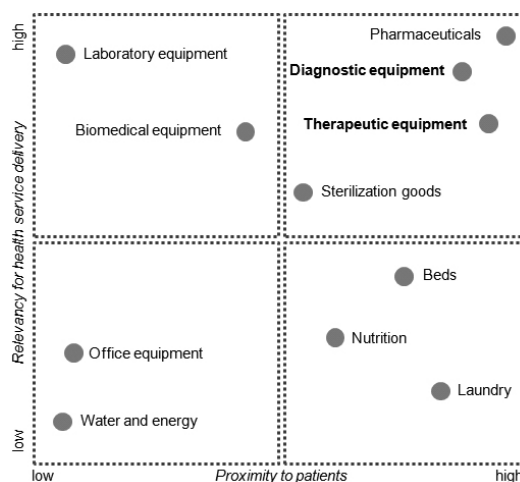 high
Pharmaceuticals
Laboratory equipment
Diagnostic equipment
Therapeutic equipment
Biomedical equipment
Sterilization goods
Relevancy for health service delivery
Beds
Nutrition
Office equipment
Laundry
Water and energy
low
low
Proximity to patients
high